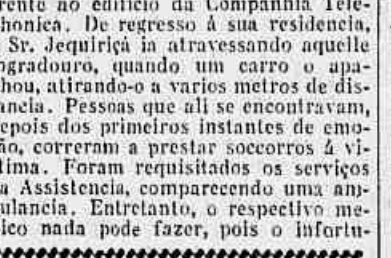 rente ao edificio da Companhia Tele-
honica. De regresso á sua residencia,
Sr. Jequiriçá ia atravessando aquelle
ogradouro, quando um carro o apa-
hou, atirando-o a varios metros de dis-
ancia. Pessoas que ali se encontravam,
epois dos primeiros instantes de emo-
ão, correram a prestar soccorros á vi-
tima. Foram requisitados os serviços
a Assistencia, comparecendo uma am-
ulancia. Entretanto, o respectivo me-
ico nada pode fazer, pois o infortu-